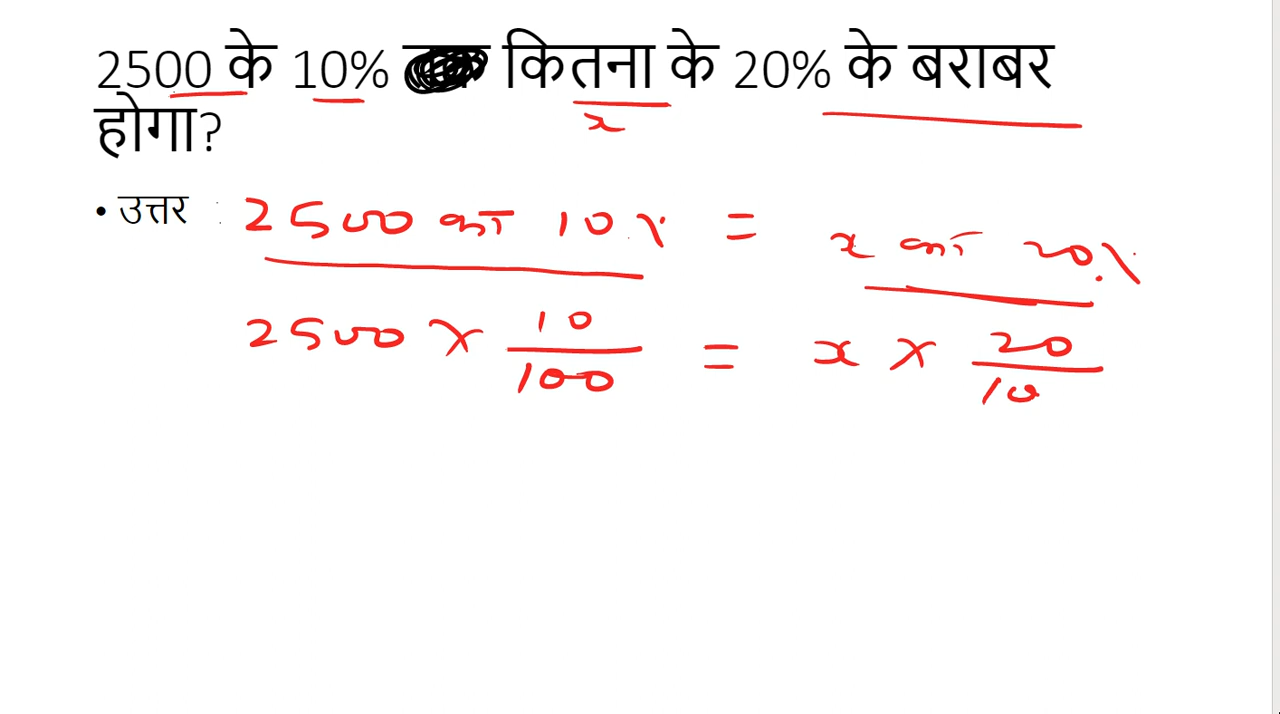 2500 के 10% कितना के 20% के बराबर
होगा?
x
• उत्तर : 2500 का 10% = x का 20%
2500 × 10/100 = x × 20/10